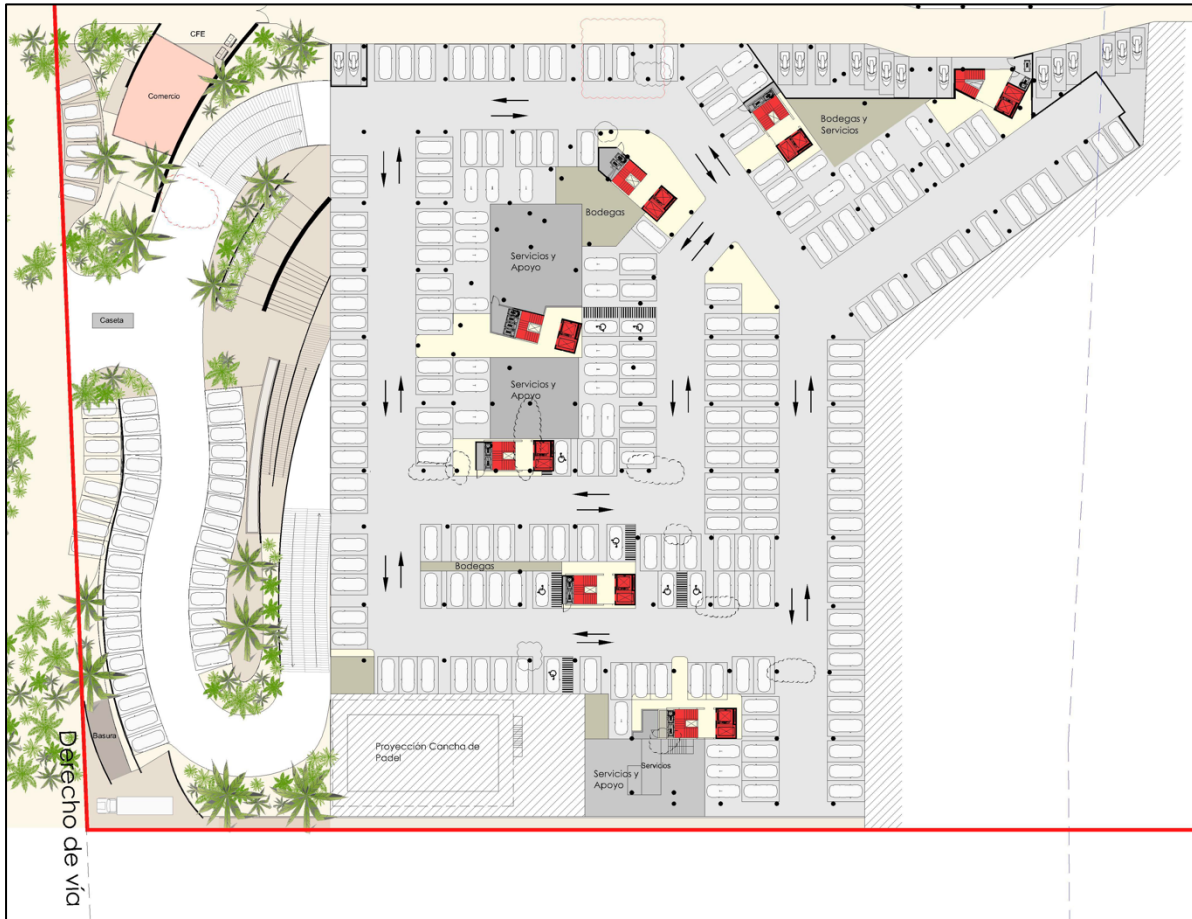 CFE
Comercio
Bodegas y
Servicios
Bodegas
Servicios y
Apoyo
Caseta
Servicios y
Apoyo
Bodegas
Basura
Proyección Cancha de
Padel
Servicios y
Apoyo
Servicios
Derecho de vía